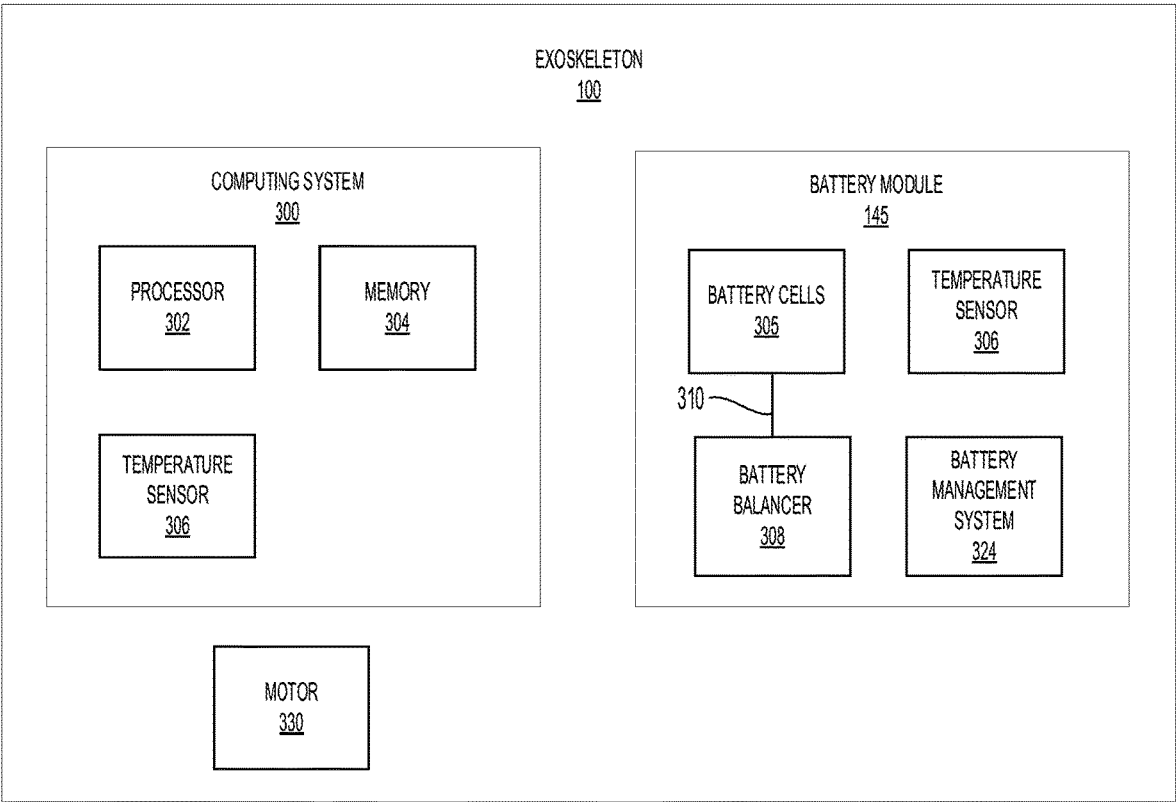 EXOSKELETON
100
COMPUTING SYSTEM
300
PROCESSOR
302
MEMORY
304
TEMPERATURE
SENSOR
306
BATTERY MODULE
145
BATTERY CELLS
305
TEMPERATURE
SENSOR
306
310
BATTERY
BALANCER
308
BATTERY
MANAGEMENT
SYSTEM
324
MOTOR
330